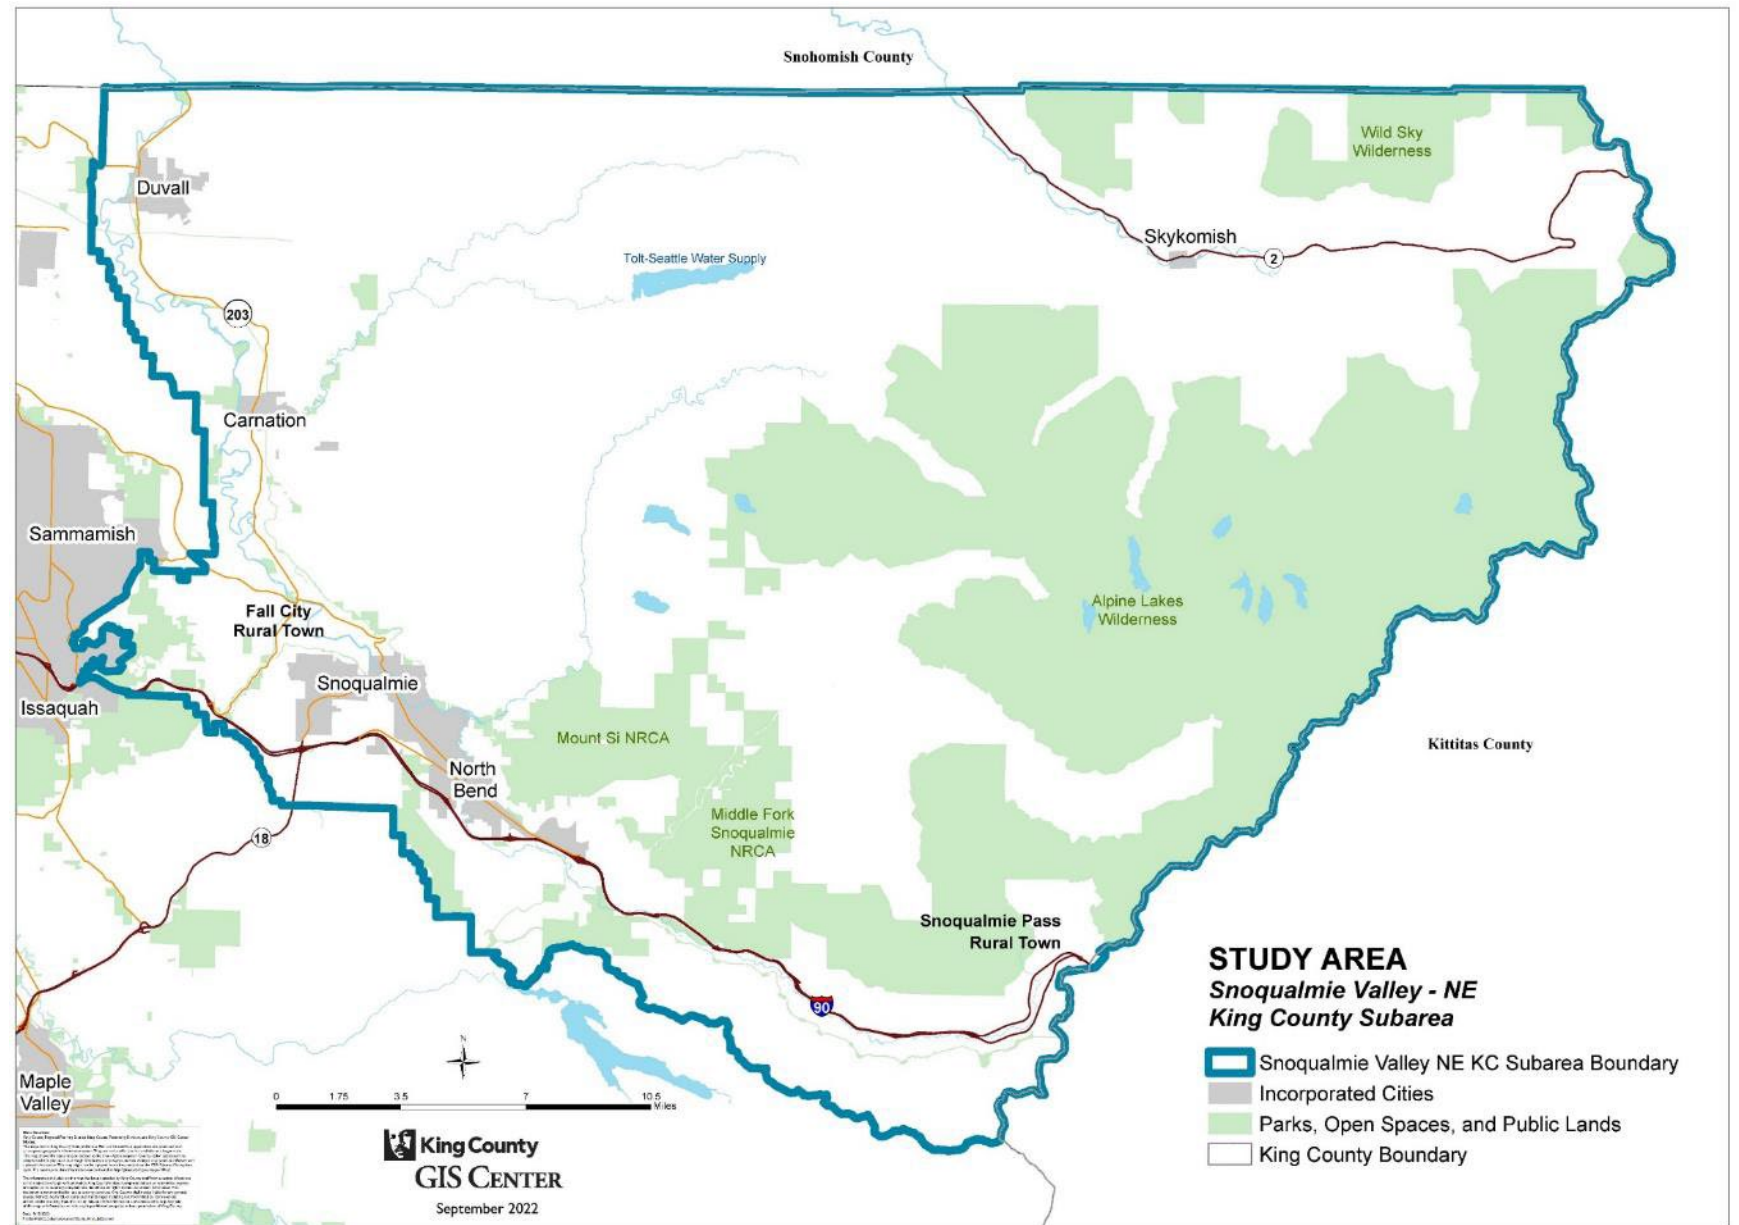 Snohomish County
Wild Sky
Wilderness
Duvall
Skykomish
2
Tolt-Seattle Water Supply
203
Carnation
Sammamish
Fall City
Rural Town
Alpine Lakes
Wilderness
Snoqualmie
Issaquah
Mount Si NRCA
Kittitas County
North
Bend
Middle Fork
Snoqualmie
NRCA
18
Snoqualmie Pass
Rural Town
90
STUDY AREA
Snoqualmie Valley - NE
King County Subarea
Snoqualmie Valley NE KC Subarea Boundary
Incorporated Cities
Parks, Open Spaces, and Public Lands
King County Boundary
N
Maple
Valley
0 1.75 3.5 7 10.5
Miles
King County
GIS CENTER
September 2022